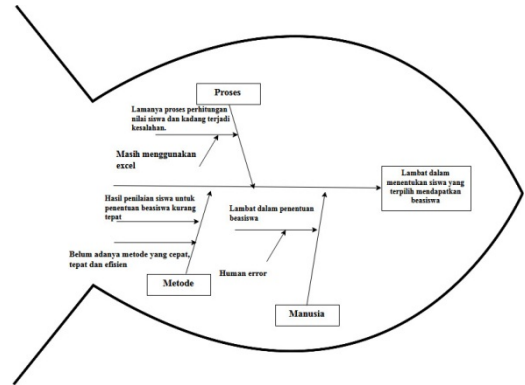 Proses
Lamanya proses perhitungan
nilai siswa dan kadang terjadi
kesalahan.
Masih menggunakan
excel
Lambat dalam
menentukan siswa yang
terpilih mendapatkan
beasiswa
Hasil penilaian siswa untuk
penentuan beasiswa kurang
tepat
Lambat dalam penentuan
beasiswa
Belum adanya metode yang cepat,
tepat dan efisien
Human error
Metode
Manusia